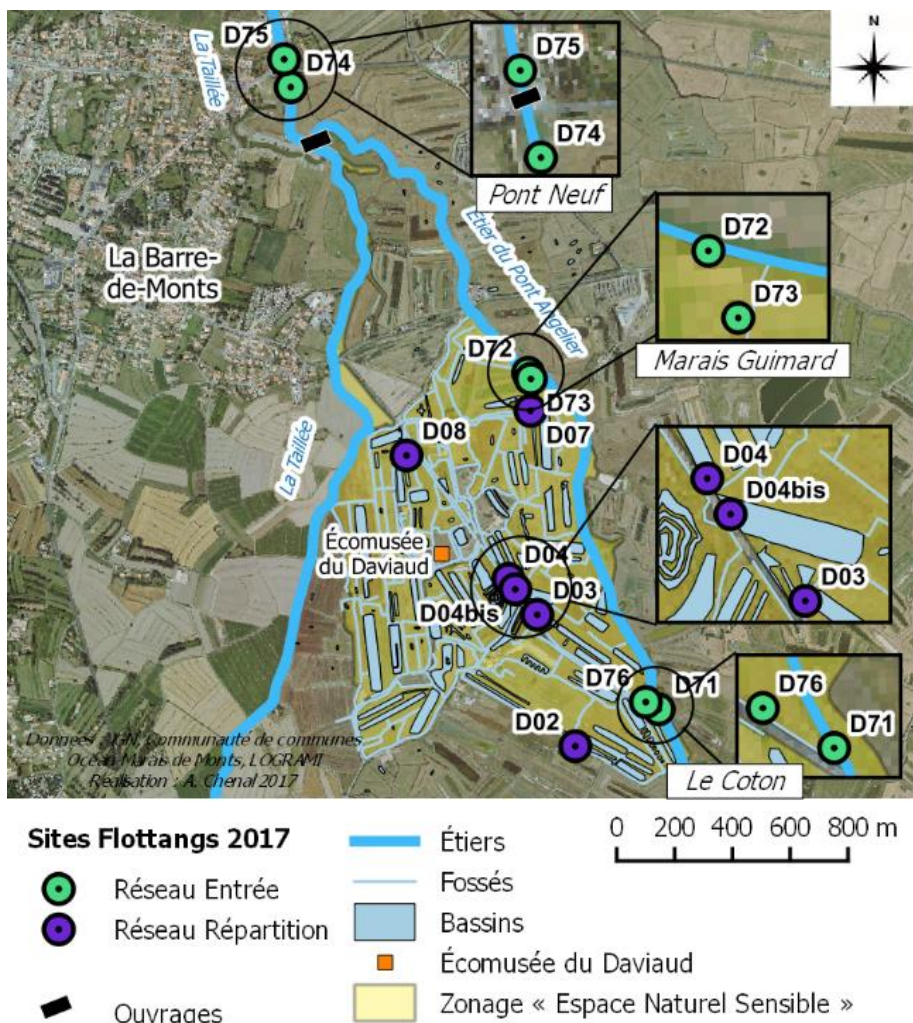 N
D75
D74
La Taillée
D75
D74
Pont Neuf
La Barre-
de-Monts
Étier du Pont Angelier
D72
D73
Marais Guimard
D72
D73
D07
D08
La Taillée
Écomusée
du Daviaud
D04
D03
D04bis
D04
D04bis
D03
D76
D71
D02
D76
D71
Le Coton
Données : IGN, Communauté de communes
Océan Marais de Monts, LOGRAMI
Réalisation : A. Chenal 2017
Sites Flottangs 2017
Réseau Entrée
Réseau Répartition
Ouvrages
Étiers
Fossés
Bassins
Écomusée du Daviaud
Zonage « Espace Naturel Sensible »
0 200 400 600 800 m